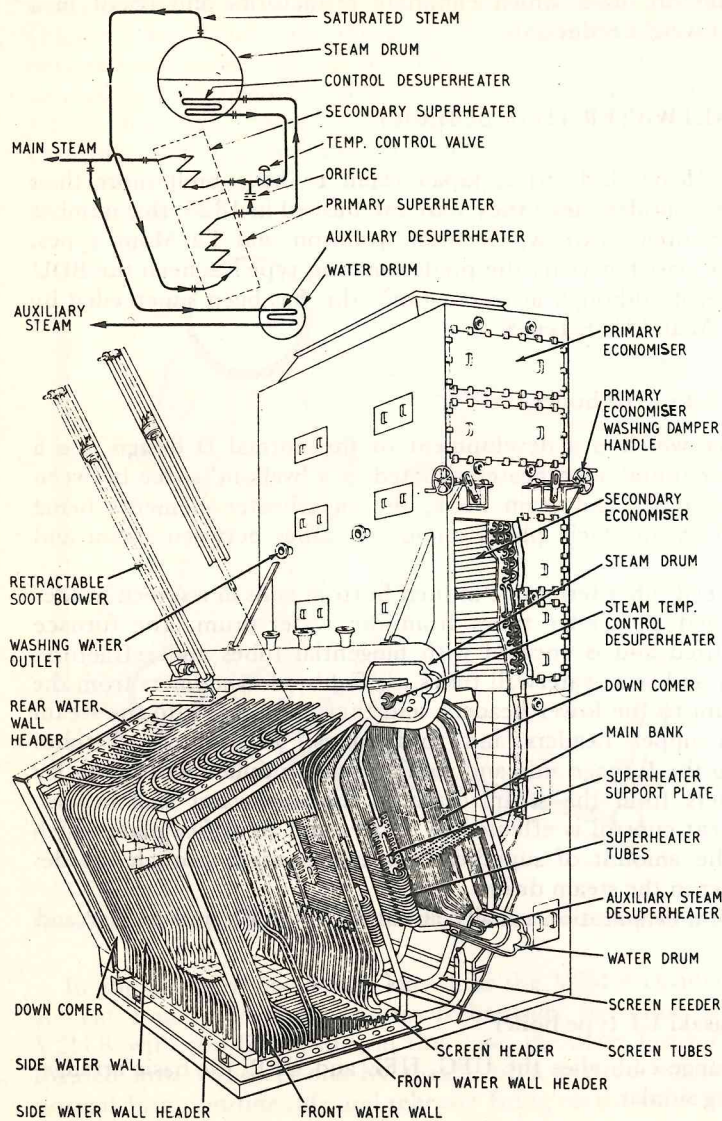 SATURATED STEAM
STEAM DRUM
CONTROL DESUPERHEATER
SECONDARY SUPERHEATER
MAIN STEAM
TEMP. CONTROL VALVE
ORIFICE
PRIMARY SUPERHEATER
AUXILIARY DESUPERHEATER
WATER DRUM
AUXILIARY
STEAM
PRIMARY
ECONOMISER
PRIMARY
ECONOMISER
WASHING DAMPER
HANDLE
SECONDARY
ECONOMISER
STEAM DRUM
STEAM TEMP.
CONTROL
DESUPERHEATER
DOWN COMER
MAIN BANK
SUPERHEATER
SUPPORT PLATE
SUPERHEATER
TUBES
AUXILIARY STEAM
DESUPERHEATER
WATER DRUM
SCREEN FEEDER
SCREEN TUBES
SCREEN HEADER
FRONT WATER WALL HEADER
FRONT WATER WALL
RETRACTABLE
SOOT BLOWER
WASHING WATER
OUTLET
REAR WATER
WALL
HEADER
DOWN COMER
SIDE WATER WALL
SIDE WATER WALL HEADER